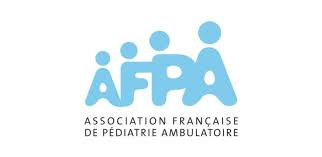 AFPA
ASSOCIATION FRANÇAISE
DE PÉDIATRIE AMBULATOIRE